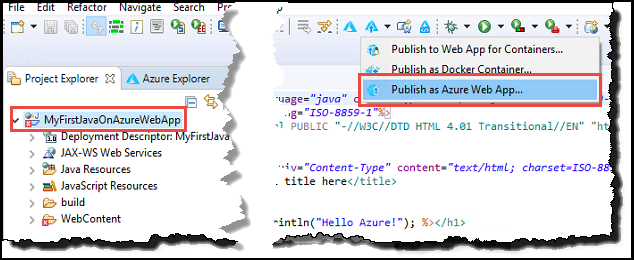 File Edit Refactor Navigate Search
Project Explorer
Azure Explorer
MyFirstJavaOnAzureWebApp
Deployment Descriptor: MyFirstJava
JAX-WS Web Services
Java Resources
JavaScript Resources
build
WebContent
Publish to Web App for Containers...
Publish as Docker Container...
Publish as Azure Web App...
uage="java"
g="ISO-8859-1"%>
PUBLIC "-//W3C//DTD HTML 4.01 Transitional//EN" "ht
iv="Content-Type" content="text/html; charset=ISO-88
title here</title>
println("Hello Azure!"); %></h1>